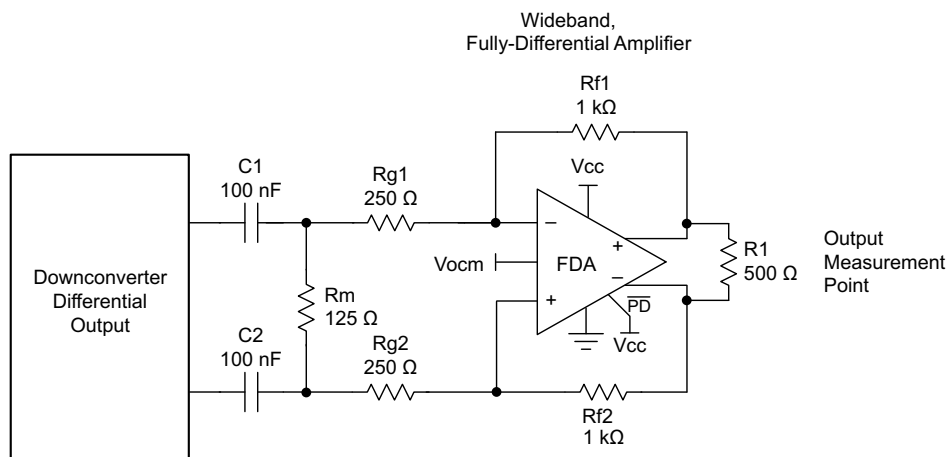 Wideband,
Fully-Differential Amplifier
Rf1
1 kΩ
C1
100 nF
Rg1
250 Ω
Vcc
−
+
Vocm
FDA
R1
500 Ω
Output
Measurement
Point
Downconverter
Differential
Output
Rm
125 Ω
−
+
PD
Vcc
C2
100 nF
Rg2
250 Ω
Rf2
1 kΩ